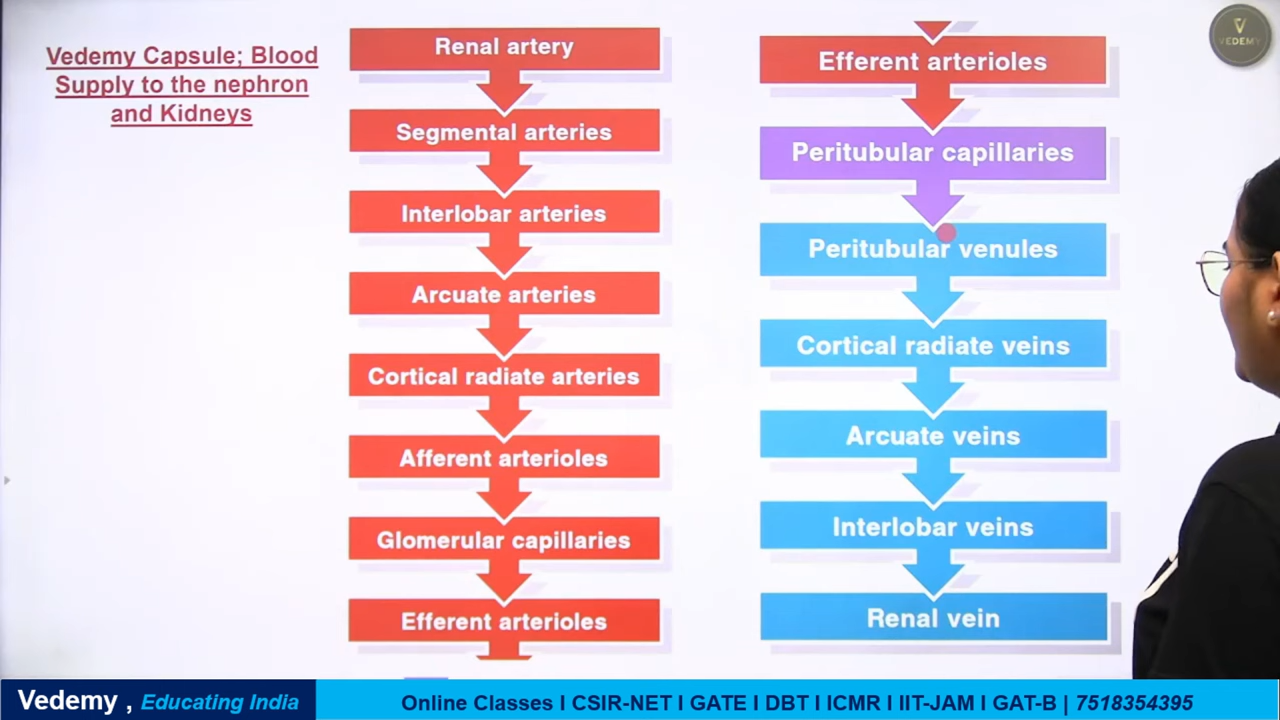 Vedemy Capsule; Blood
Supply to the nephron
and Kidneys
Renal artery
Segmental arteries
Interlobar arteries
Arcuate arteries
Cortical radiate arteries
Afferent arterioles
Glomerular capillaries
Efferent arterioles
Efferent arterioles
Peritubular capillaries
Peritubular venules
Cortical radiate veins
Arcuate veins
Interlobar veins
Renal vein
V
VEDEMY
Vedemy , Educating India
Online Classes I CSIR-NET I GATE I DBT I ICMR I IIT-JAM I GAT-B | 7518354395